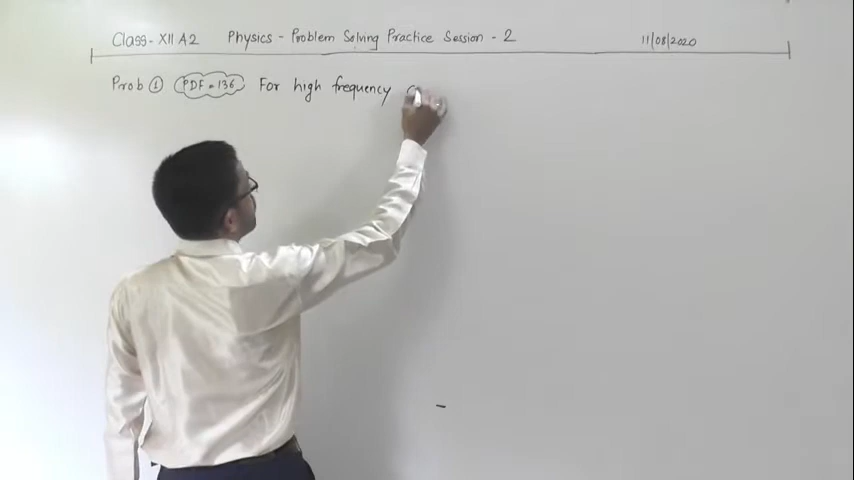 Class- XII A2 Physics - Problem Solving Practice Session - 2 11/08/2020
Prob ① PDF = 136 For high frequency